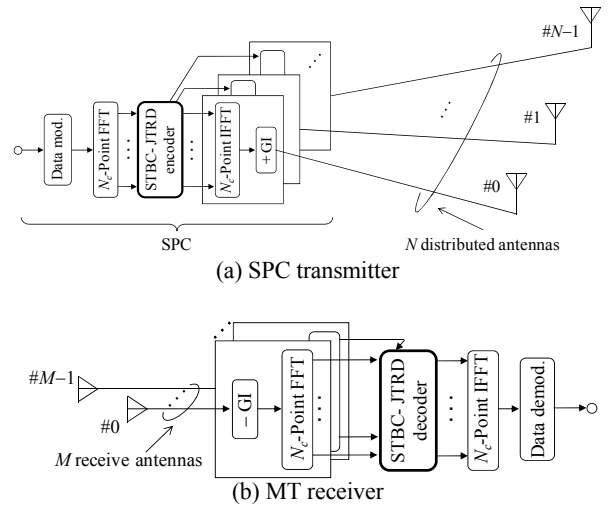 #N−1
#1
#0
Data mod.
Nc-Point FFT
STBC- JTRD
encoder
Nc-Point IFFT
+ GI
SPC
N distributed antennas
(a) SPC transmitter
#M−1
#0
M receive antennas
− GI
Nc-Point FFT
STBC- JTRD
decoder
Nc-Point IFFT
Data demod.
(b) MT receiver